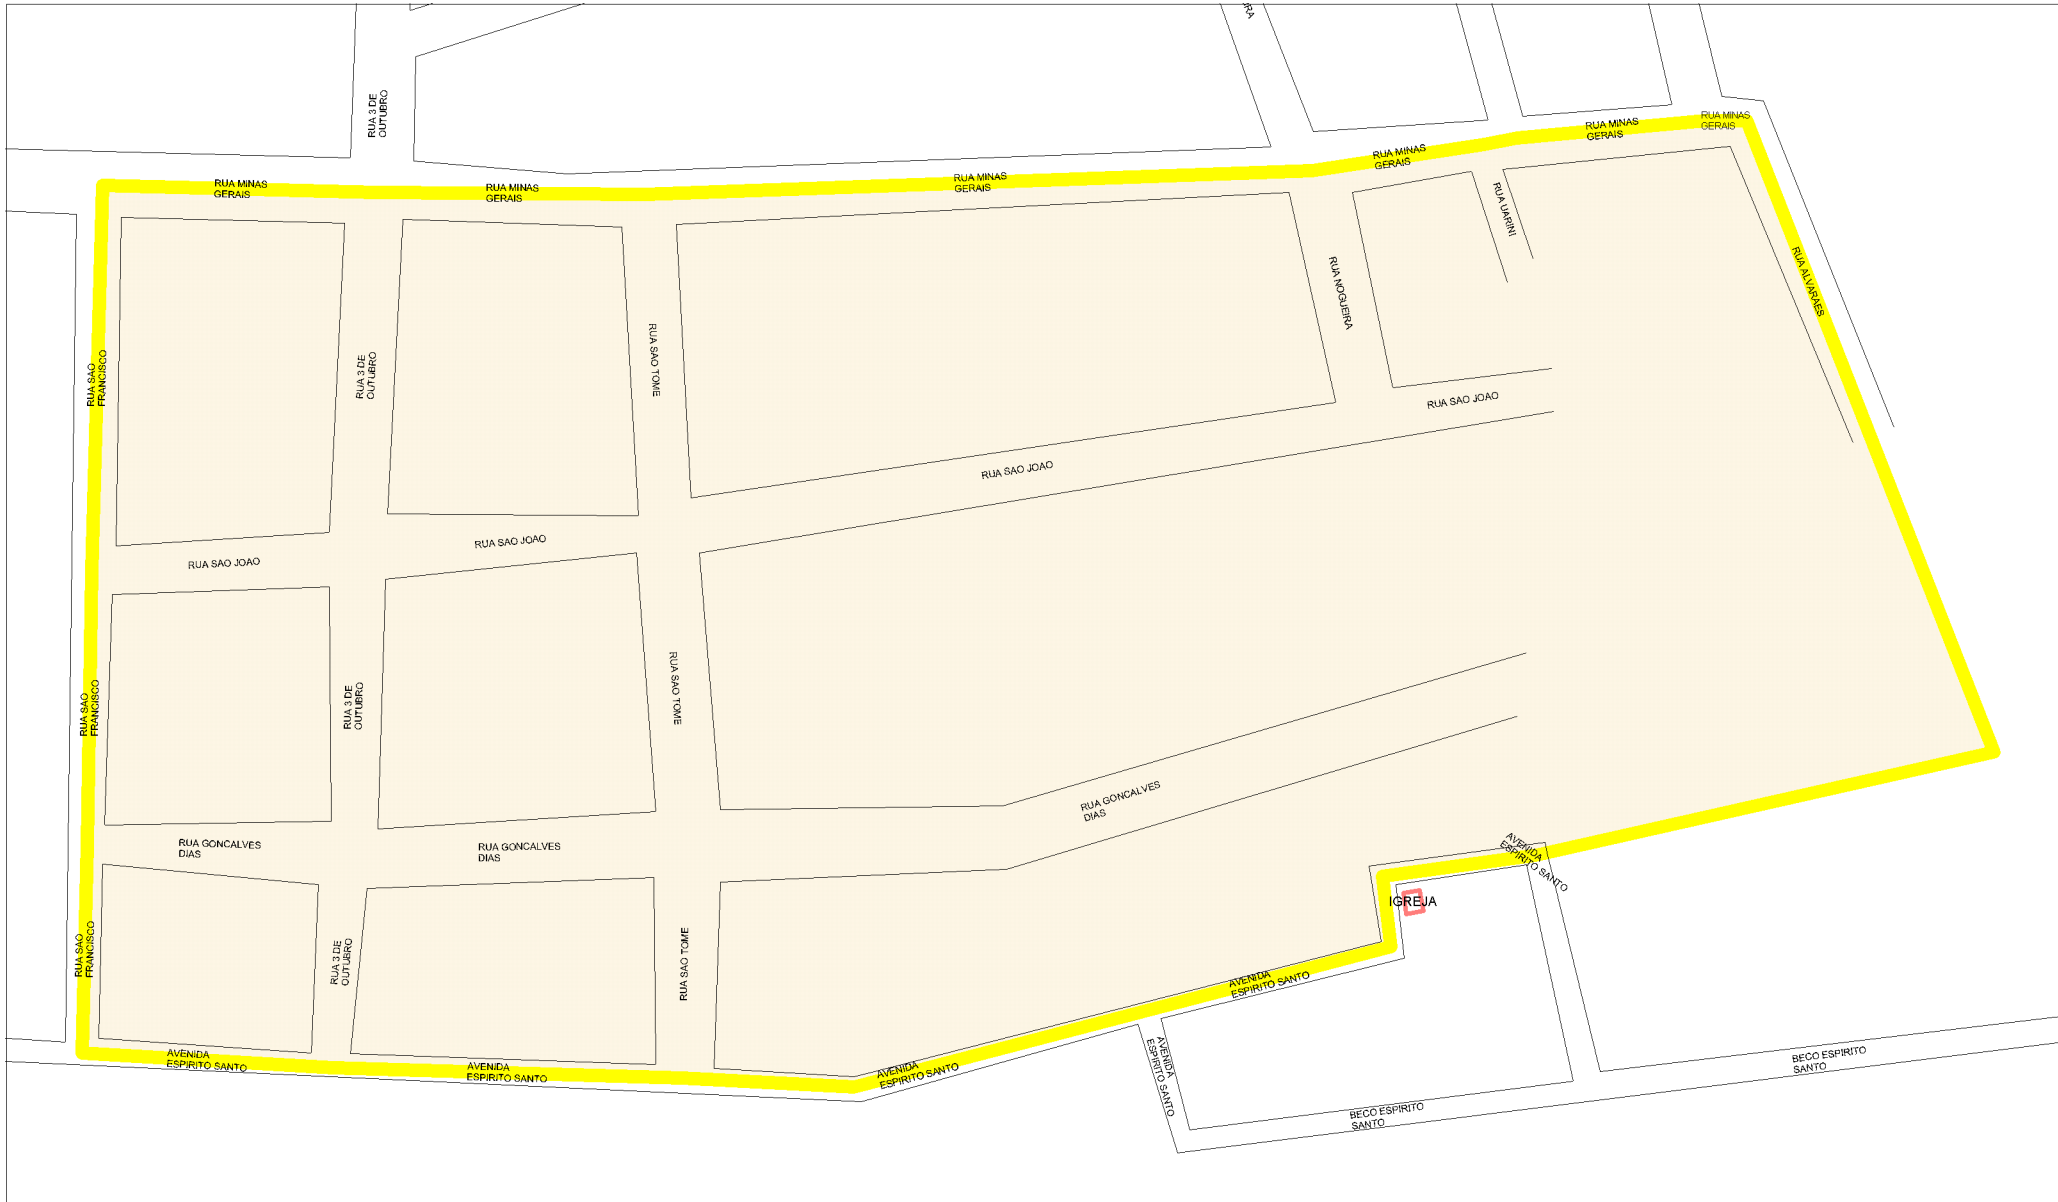 RA
RUA 3 DE
OUTUBRO
RUA MINAS
GERAIS
RUA MINAS
GERAIS
RUA MINAS
GERAIS
RUA MINAS
GERAIS
RUA MINAS
GERAIS
RUA MINAS
GERAIS
RUA UARINI
RUA ALVARAES
RUA NOGUEIRA
RUA SAO
FRANCISCO
RUA 3 DE
OUTUBRO
RUA SAO TOME
RUA SAO JOAO
RUA SAO JOAO
RUA SAO JOAO
RUA SAO JOAO
RUA SAO
FRANCISCO
RUA 3 DE
OUTUBRO
RUA SAO TOME
RUA GONCALVES
DIAS
RUA GONCALVES
DIAS
RUA GONCALVES
DIAS
AVENIDA
ESPIRITO SANTO
IGREJA
RUA SAO
FRANCISCO
RUA 3 DE
OUTUBRO
RUA SAO TOME
AVENIDA
ESPIRITO SANTO
AVENIDA
ESPIRITO SANTO
AVENIDA
ESPIRITO SANTO
AVENIDA
ESPIRITO SANTO
AVENIDA
ESPIRITO SANTO
BECO ESPIRITO
SANTO
BECO ESPIRITO
SANTO